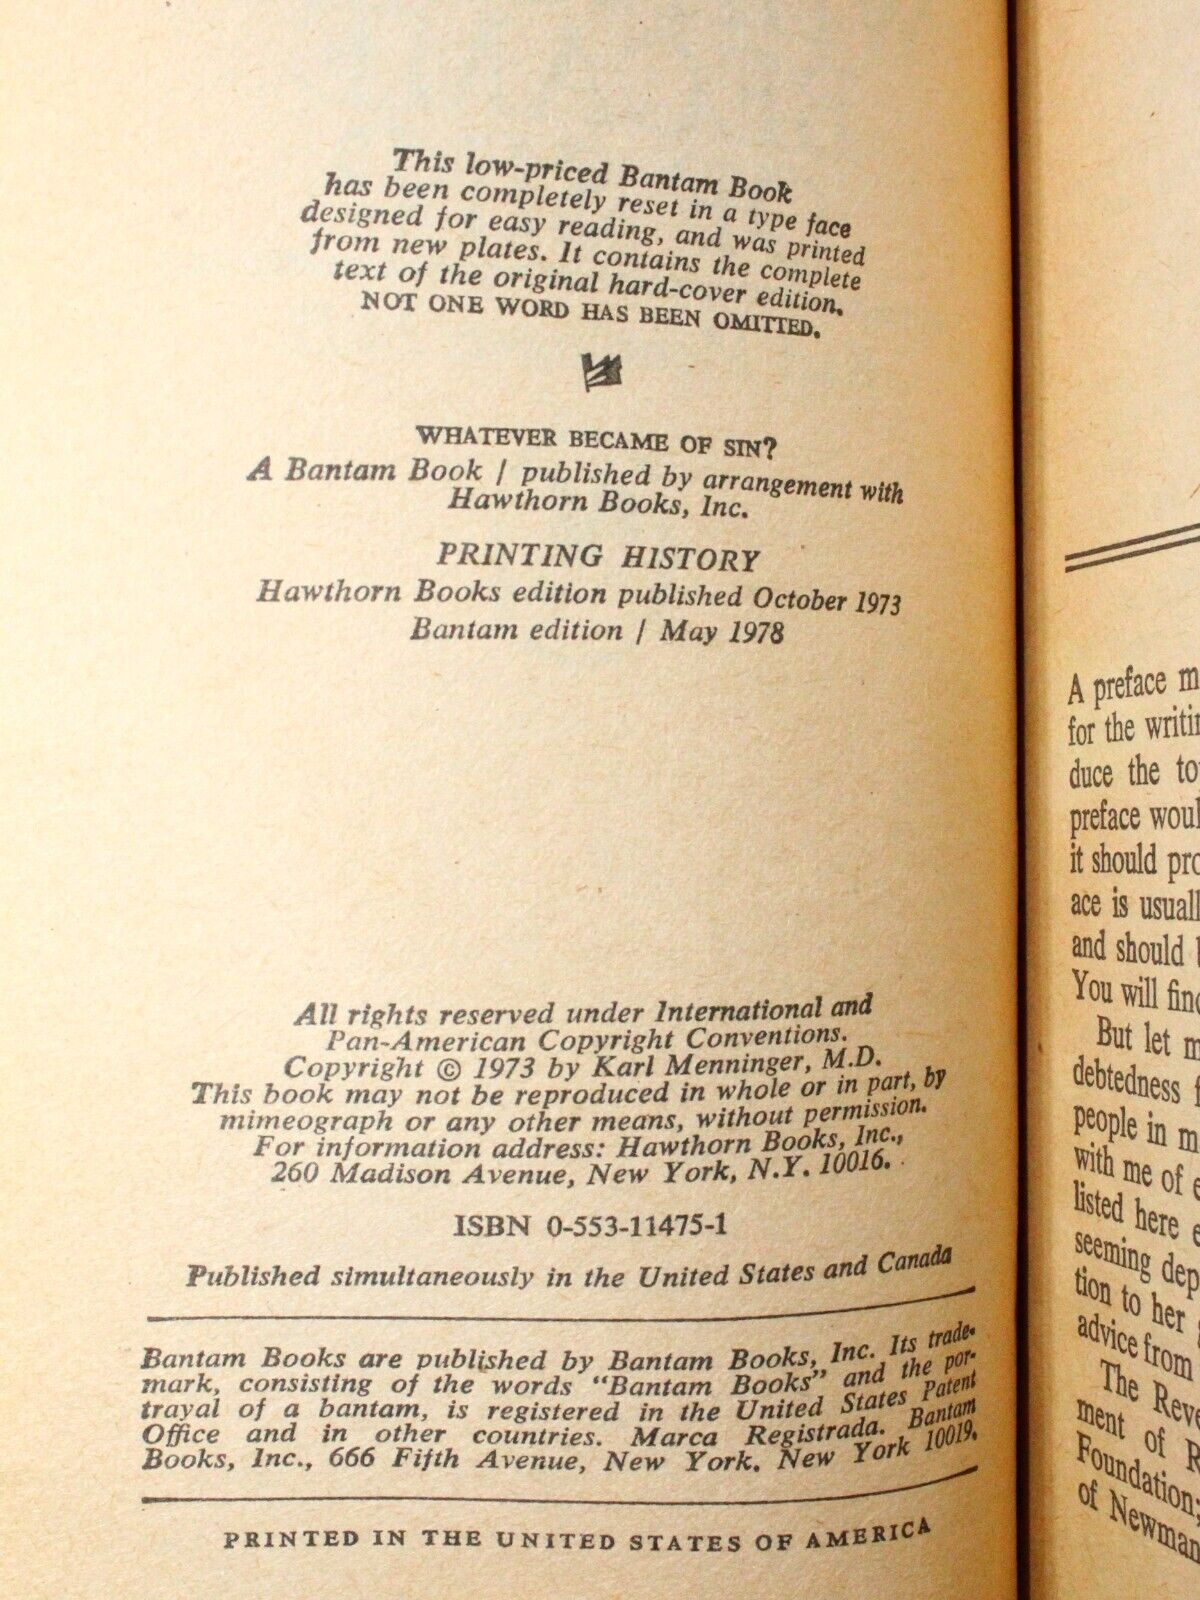 This low-priced Bantam Book
has been completely reset in a type face
designed for easy reading, and was printed
from new plates. It contains the complete
text of the original hard-cover edition.
NOT ONE WORD HAS BEEN OMITTED.
WHATEVER BECAME OF SIN?
A Bantam Book / published by arrangement with
Hawthorn Books, Inc.
PRINTING HISTORY
Hawthorn Books edition published October 1973
Bantam edition / May 1978
All rights reserved under International and
Pan-American Copyright Conventions.
Copyright © 1973 by Karl Menninger, M.D.
This book may not be reproduced in whole or in part, by
mimeograph or any other means, without permission.
For information address: Hawthorn Books, Inc.,
260 Madison Avenue, New York, N.Y. 10016.
ISBN 0-553-11475-1
Published simultaneously in the United States and Canada
Bantam Books are published by Bantam Books, Inc. Its trade-
mark, consisting of the words "Bantam Books" and the por-
trayal of a bantam, is registered in the United States Patent
Office and in other countries. Marca Registrada. Bantam
Books, Inc., 666 Fifth Avenue, New York, New York 10019.
PRINTED IN THE UNITED STATES OF AMERICA
A preface
for the
duce the
preface
it should
ace is
and should
You will
But let
debtedness
people in
with me of
listed here
seeming
tion to her
advice from
The
ment of
Foundation;
of Newman